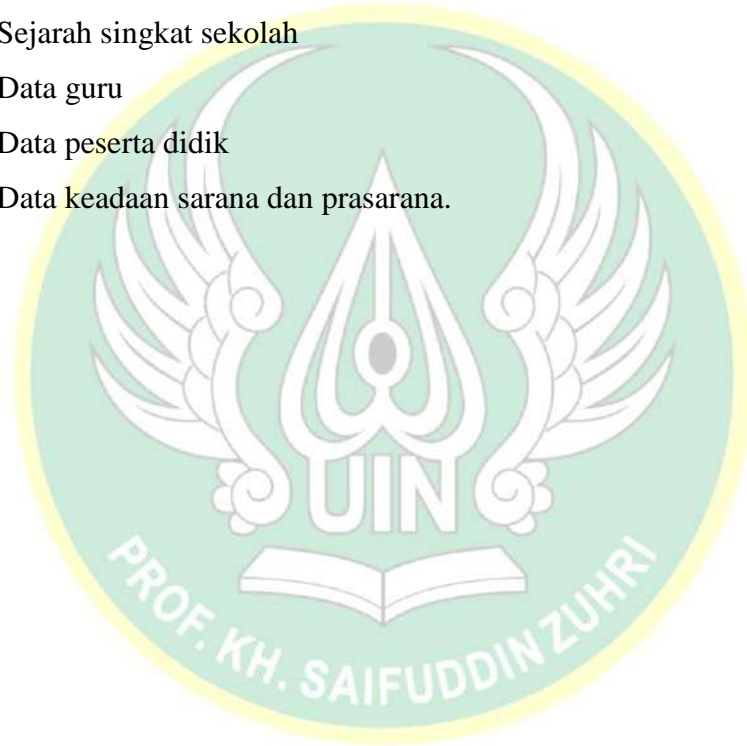 Sejarah singkat sekolah
Data guru
Data peserta didik
Data keadaan sarana dan prasarana.
UIN
PROF. KH. SAIFUDDIN ZUHRI